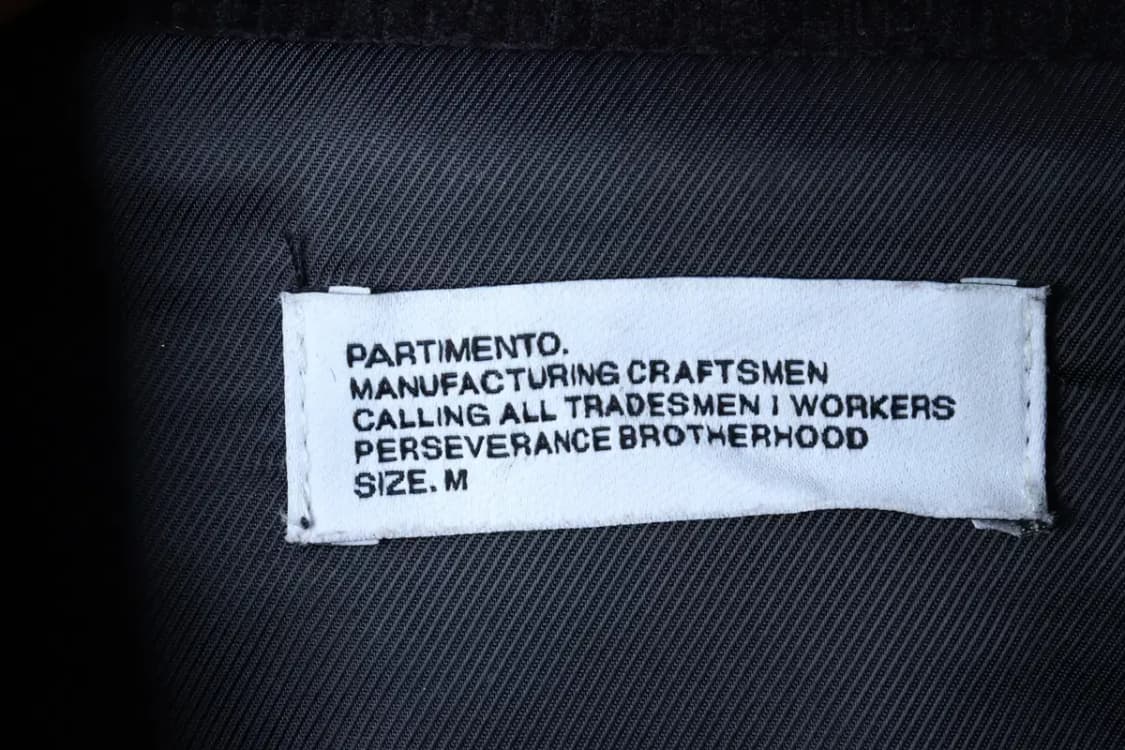 PARTIMENTO.
MANUFACTURING CRAFTSMEN
CALLING ALL TRADESMEN I WORKERS
PERSEVERANCE BROTHERHOOD
SIZE. M